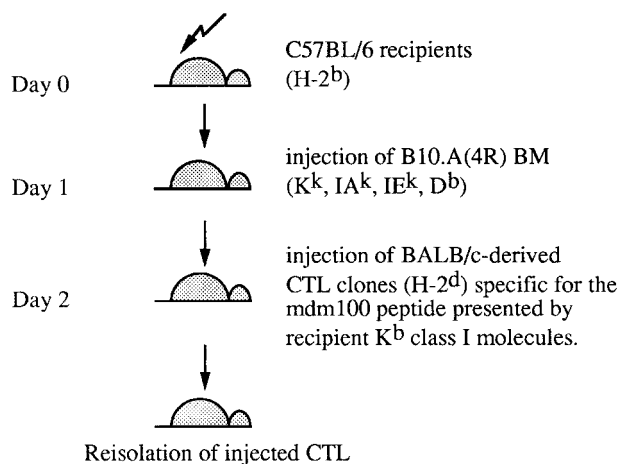 C57BL/6 recipients
Day 0
(H-2b)
injection of B10.A(4R) BM
Day 1
(Kk, IAk, IEk, Db)
injection of BALB/c-derived
Day 2
CTL clones (H-2d) specific for the
mdm100 peptide presented by
recipient Kb class I molecules.
Reisolation of injected CTL